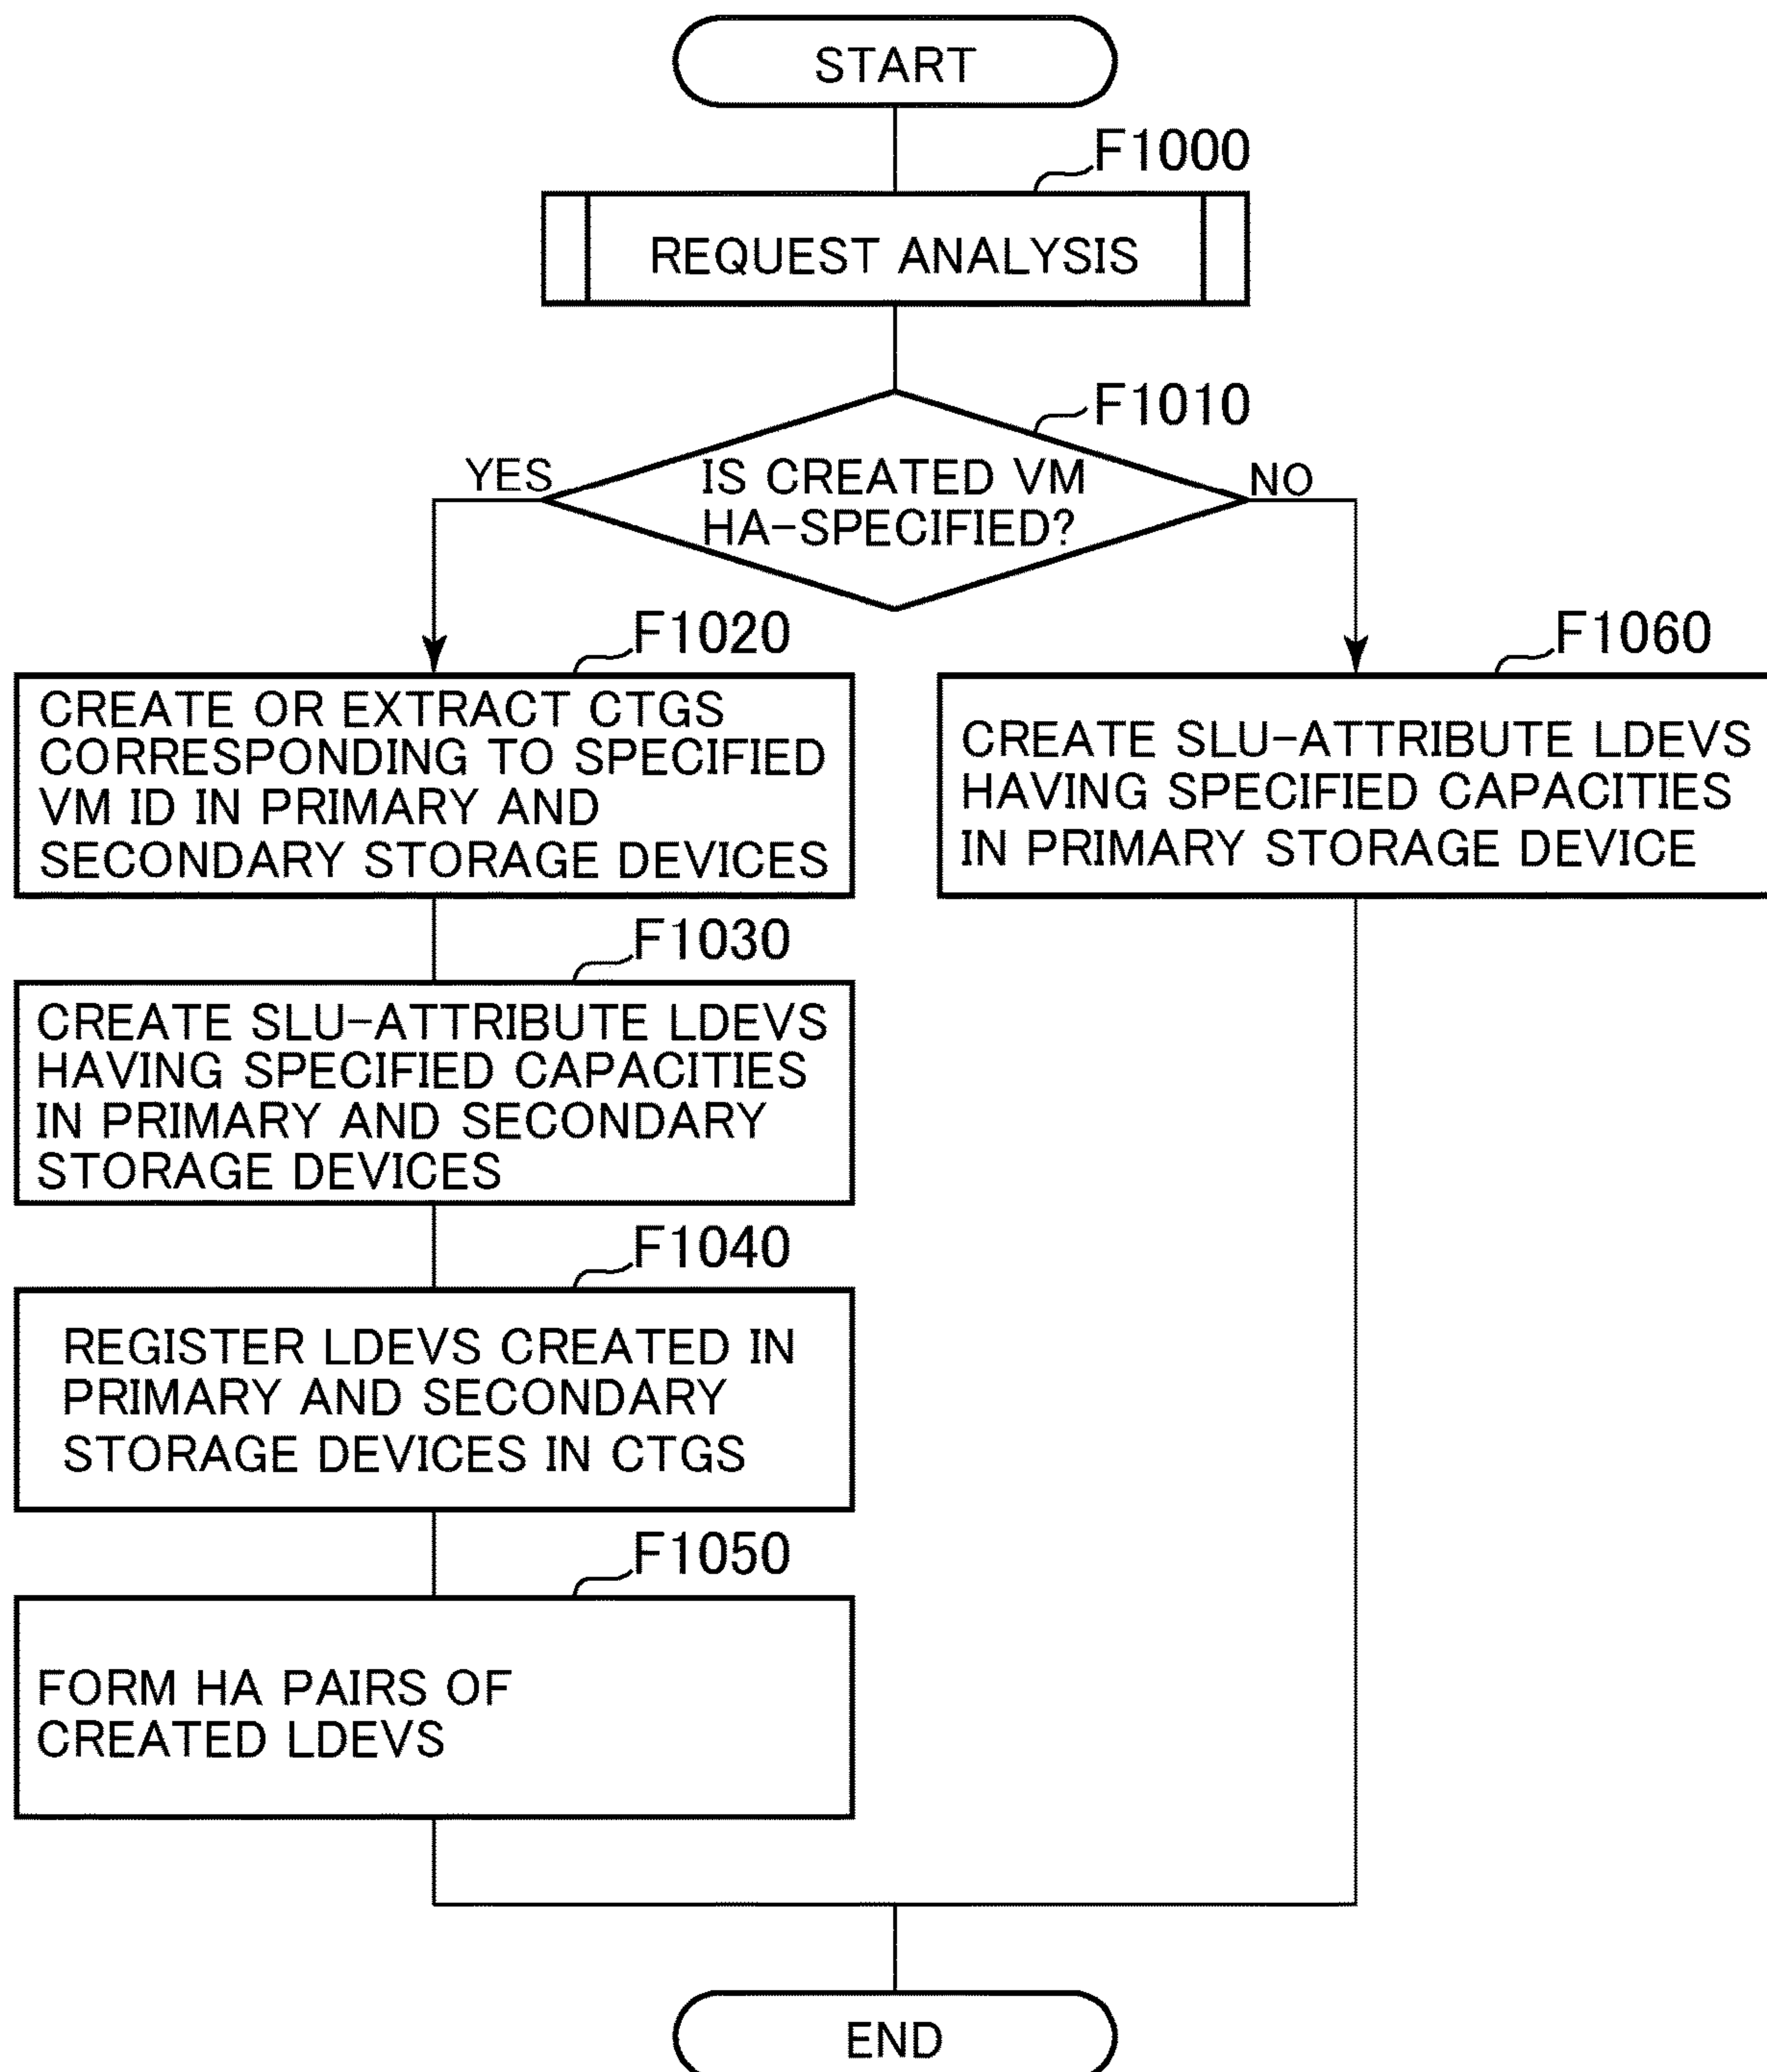 START
F1000
REQUEST ANALYSIS
F1010
YES
IS CREATED VM
HA-SPECIFIED?
NO
F1020
CREATE OR EXTRACT CTGS
CORRESPONDING TO SPECIFIED
VM ID IN PRIMARY AND
SECONDARY STORAGE DEVICES
F1060
CREATE SLU-ATTRIBUTE LDEVS
HAVING SPECIFIED CAPACITIES
IN PRIMARY STORAGE DEVICE
F1030
CREATE SLU-ATTRIBUTE LDEVS
HAVING SPECIFIED CAPACITIES
IN PRIMARY AND SECONDARY
STORAGE DEVICES
F1040
REGISTER LDEVS CREATED IN
PRIMARY AND SECONDARY
STORAGE DEVICES IN CTGS
F1050
FORM HA PAIRS OF
CREATED LDEVS
END